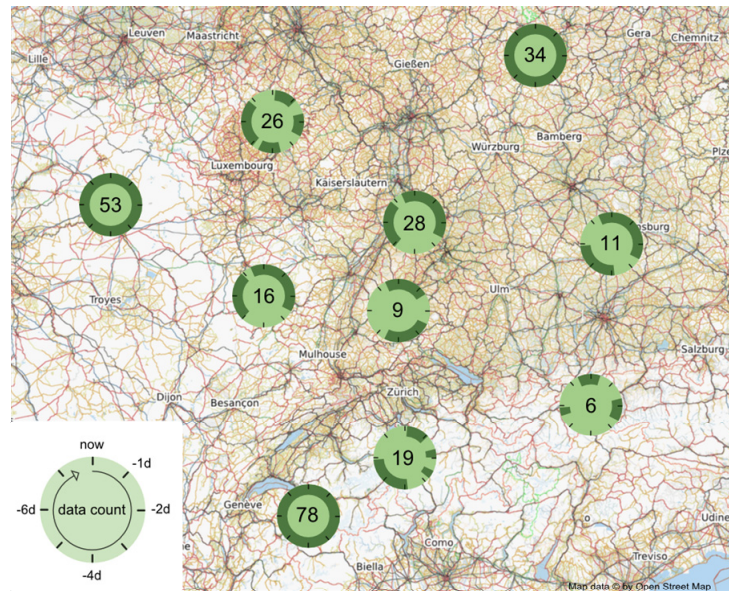 Leuven
Maastricht
Lille
Gießen
Gera
Chemnitz
34
26
Bamberg
Würzburg
Luxembourg
Kaiserslautern
53
28
11
sburg
16
9
Ulm
Troyes
Mulhouse
Salzburg
Zürich
Dijon
Besançon
6
now
-1d
19
-6d
data count
-2d
Genève
78
-4d
Como
Biella
Udine
Treviso
Map data © by Open Street Map